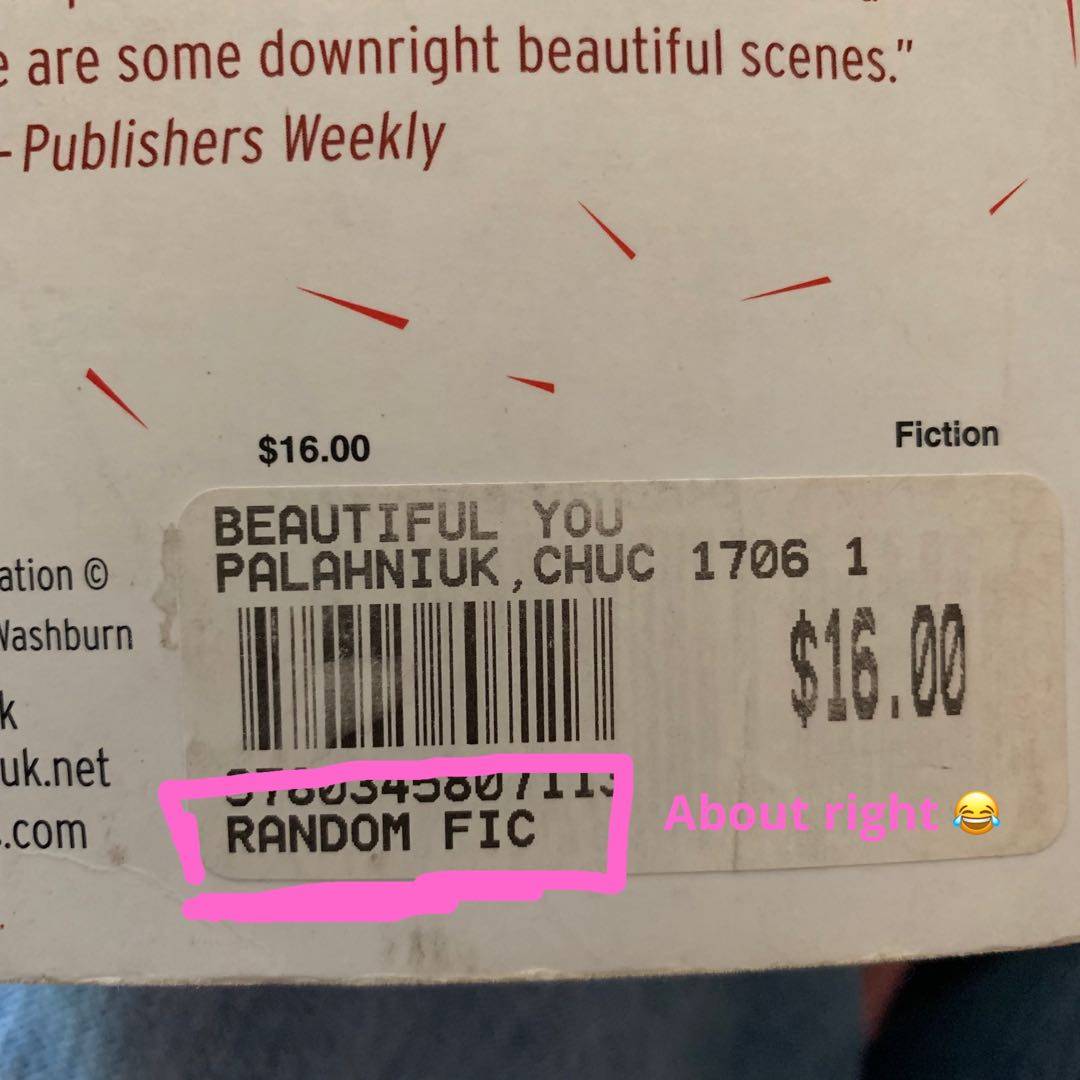 e are some downright beautiful scenes."
-Publishers Weekly
$16.00
Fiction
BEAUTIFUL YOU
PALAHNIUK,CHUC 1706 1
$16.00
RANDOM FIC
About right 😂
ation ©
Washburn
k
uk.net
.com